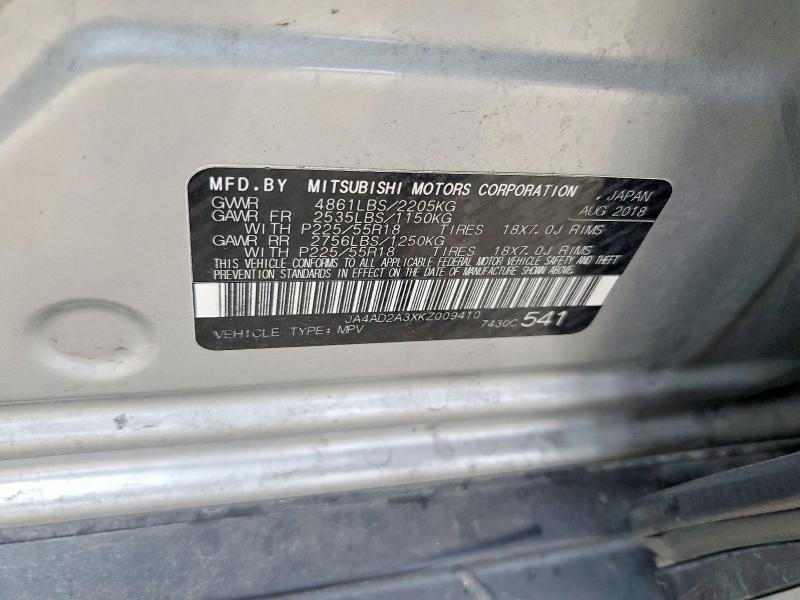 MFD.BY MITSUBISHI MOTORS CORPORATION . JAPAN
GVWR 4861LBS/2205KG AUG 2018
GAWR FR 2535LBS/1150KG
WITH P225/55R18 TIRES 18X7.0J RIMS
GAWR RR 2756LBS/1250KG
WITH P225/55R18 TIRES 18X7.0J RIMS
THIS VEHICLE CONFORMS TO ALL APPLICABLE FEDERAL MOTOR VEHICLE SAFETY AND THEFT
PREVENTION STANDARDS IN EFFECT ON THE DATE OF MANUFACTURE SHOWN ABOVE.
JA4AD2A3XKZ009410
VEHICLE TYPE: MPV 7430C 541